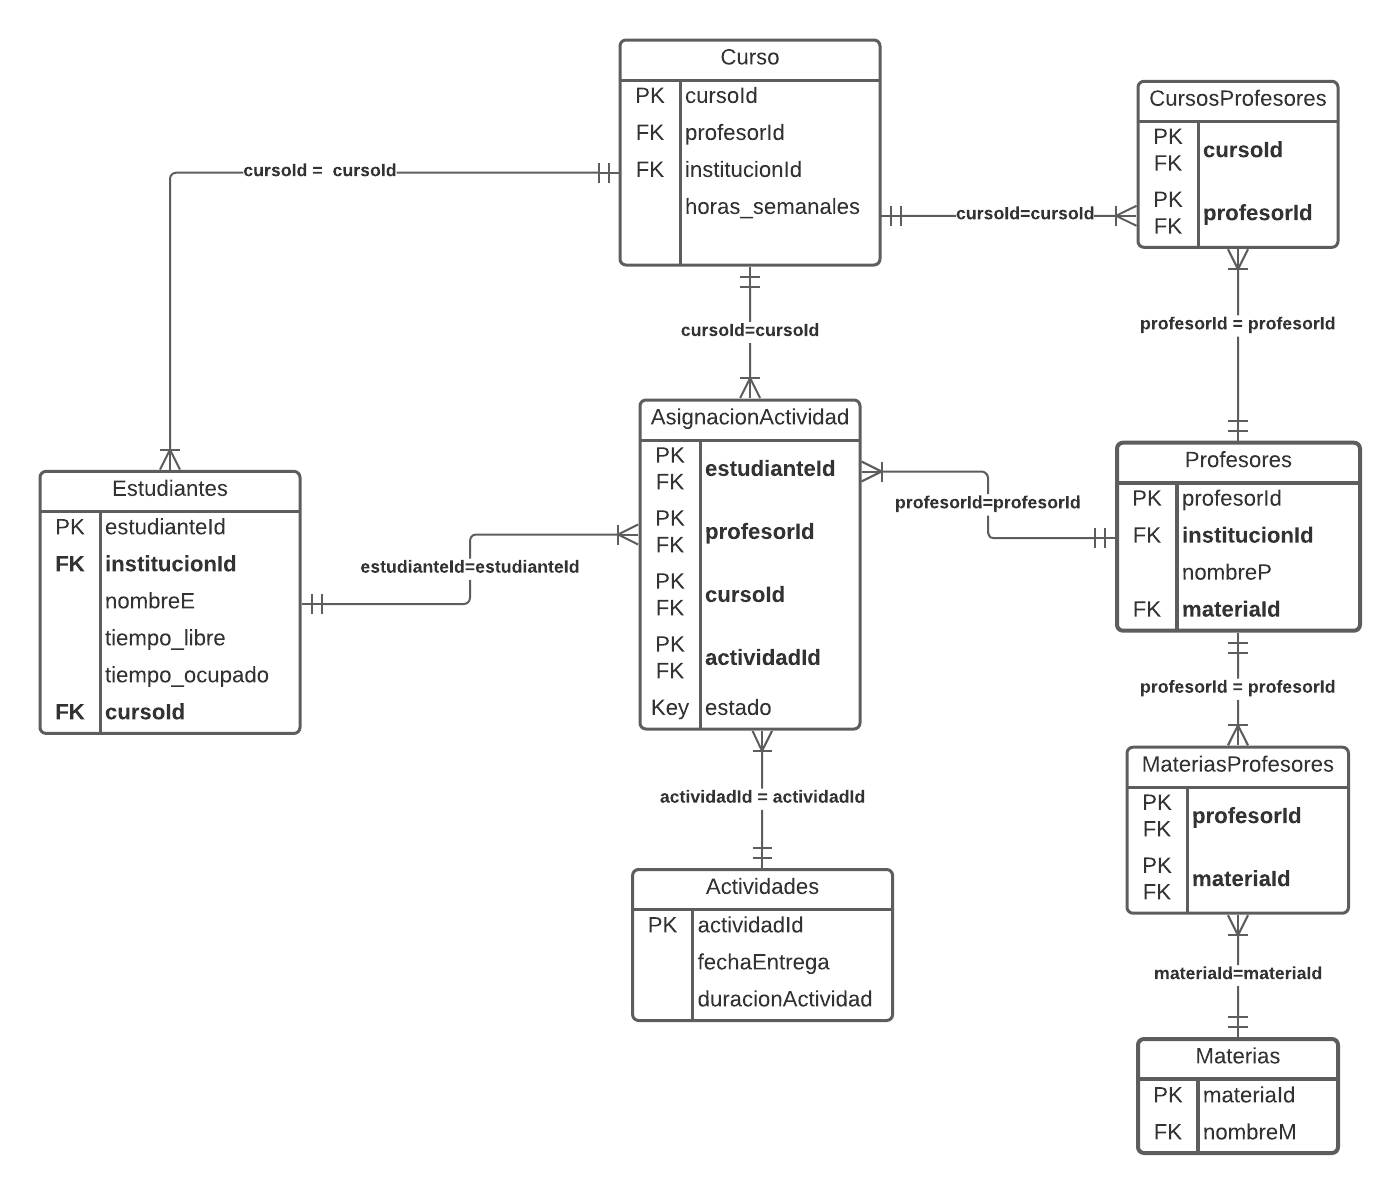 Curso
PK cursoId
FK profesorId
FK institucionId
horas_semanales
CursosProfesores
PK
FK
cursoId
PK
FK
profesorId
cursoId = cursoId
cursoId=cursoId
cursoId=cursoId
profesorId = profesorId
AsignacionActividad
PK
FK
estudianteId
PK
FK
profesorId
PK
FK
cursoId
PK
FK
actividadId
Key estado
Estudiantes
PK estudianteId
FK institucionId
nombreE
tiempo_libre
tiempo_ocupado
FK cursoId
estudianteId=estudianteId
profesorId=profesorId
Profesores
PK profesorId
FK institucionId
nombreP
FK materiaId
profesorId = profesorId
MateriasProfesores
PK
FK
profesorId
PK
FK
materiaId
actividadId = actividadId
Actividades
PK actividadId
fechaEntrega
duracionActividad
materiaId=materiaId
Materias
PK materiaId
FK nombreM